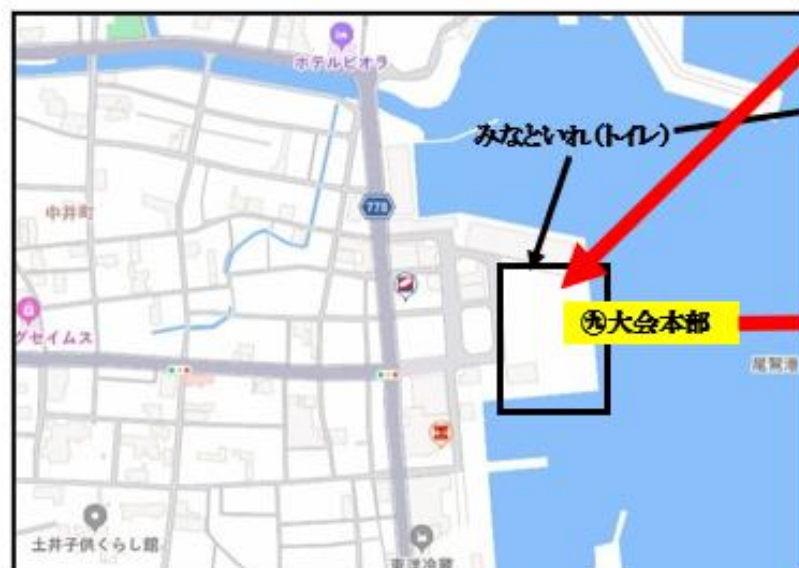 ホテルビオラ
みなといれ(トイレ)
778
中井町
グセイムス
㊈大会本部
尾鷲港
土井子供くらし館
東洋冷蔵